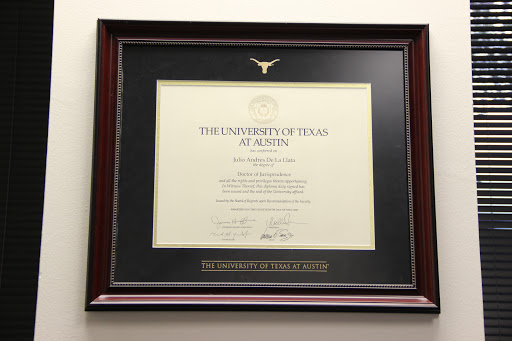 THE UNIVERSITY OF TEXAS
AT AUSTIN
has conferred on
Julio Andres De La Llata
the degree of
Doctor of Jurisprudence
and all the rights and privileges thereto appertaining.
In Witness Thereof, this diploma duly signed has
been issued and the seal of the University affixed.
Issued by the Board of Regents upon Recommendation of the Faculty.
THE UNIVERSITY OF TEXAS AT AUSTIN